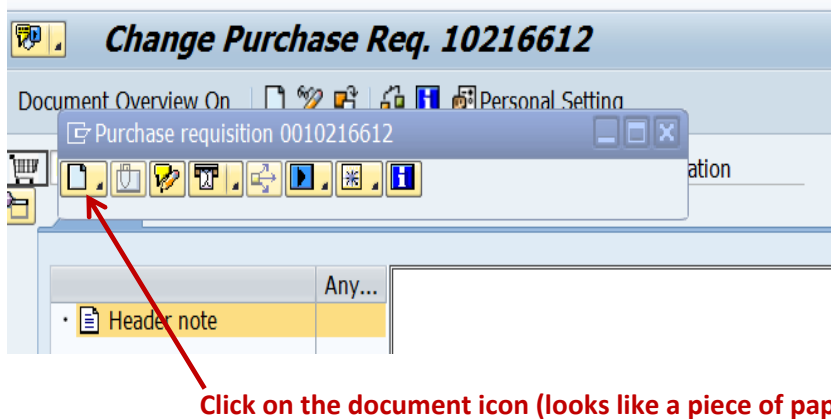 Change Purchase Req. 10216612
Document Overview On Personal Setting
Purchase requisition 0010216612
ation
Any...
Header note
Click on the document icon (looks like a piece of pap